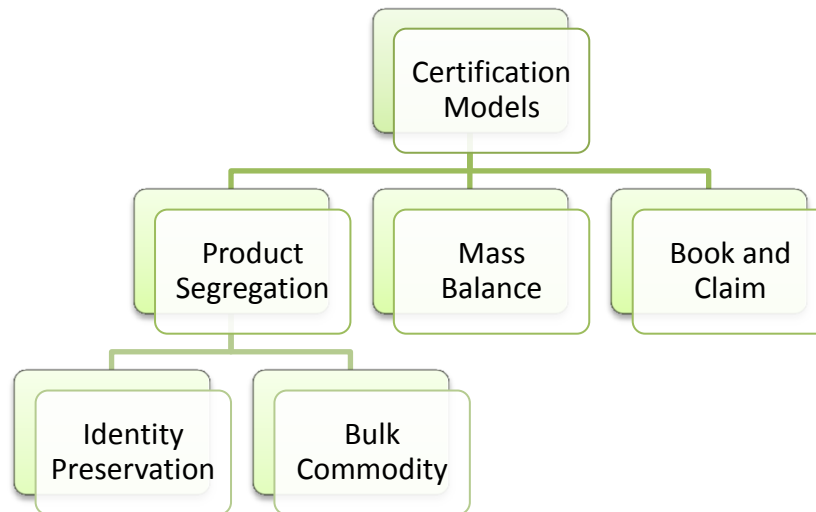 Certification
Models
Product
Segregation
Mass
Balance
Book and
Claim
Identity
Preservation
Bulk
Commodity